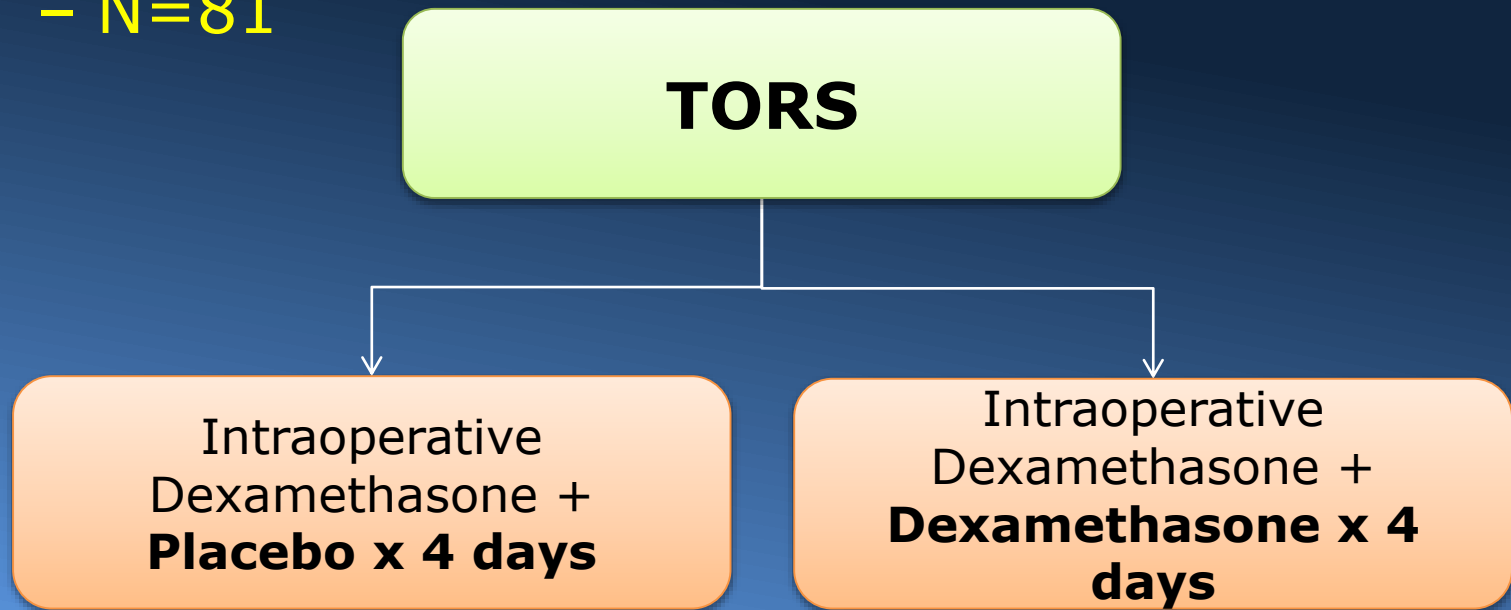 – N=81
TORS
Intraoperative
Dexamethasone +
Placebo x 4 days
Intraoperative
Dexamethasone +
Dexamethasone x 4
days